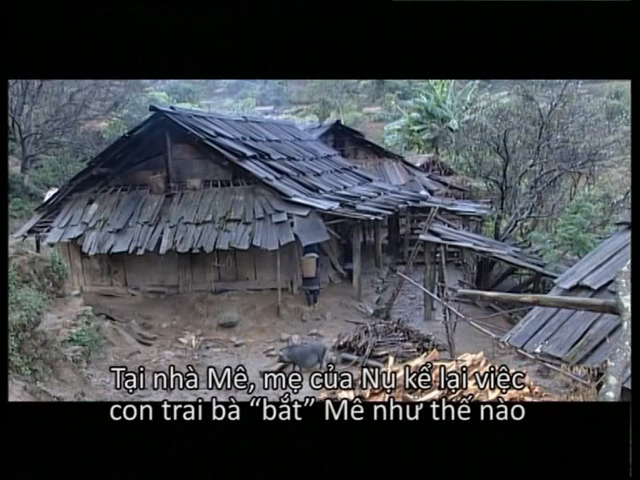 Tại nhà Mê, mẹ của Nụ kể lại việc
con trai bà “bắt” Mê như thế nào